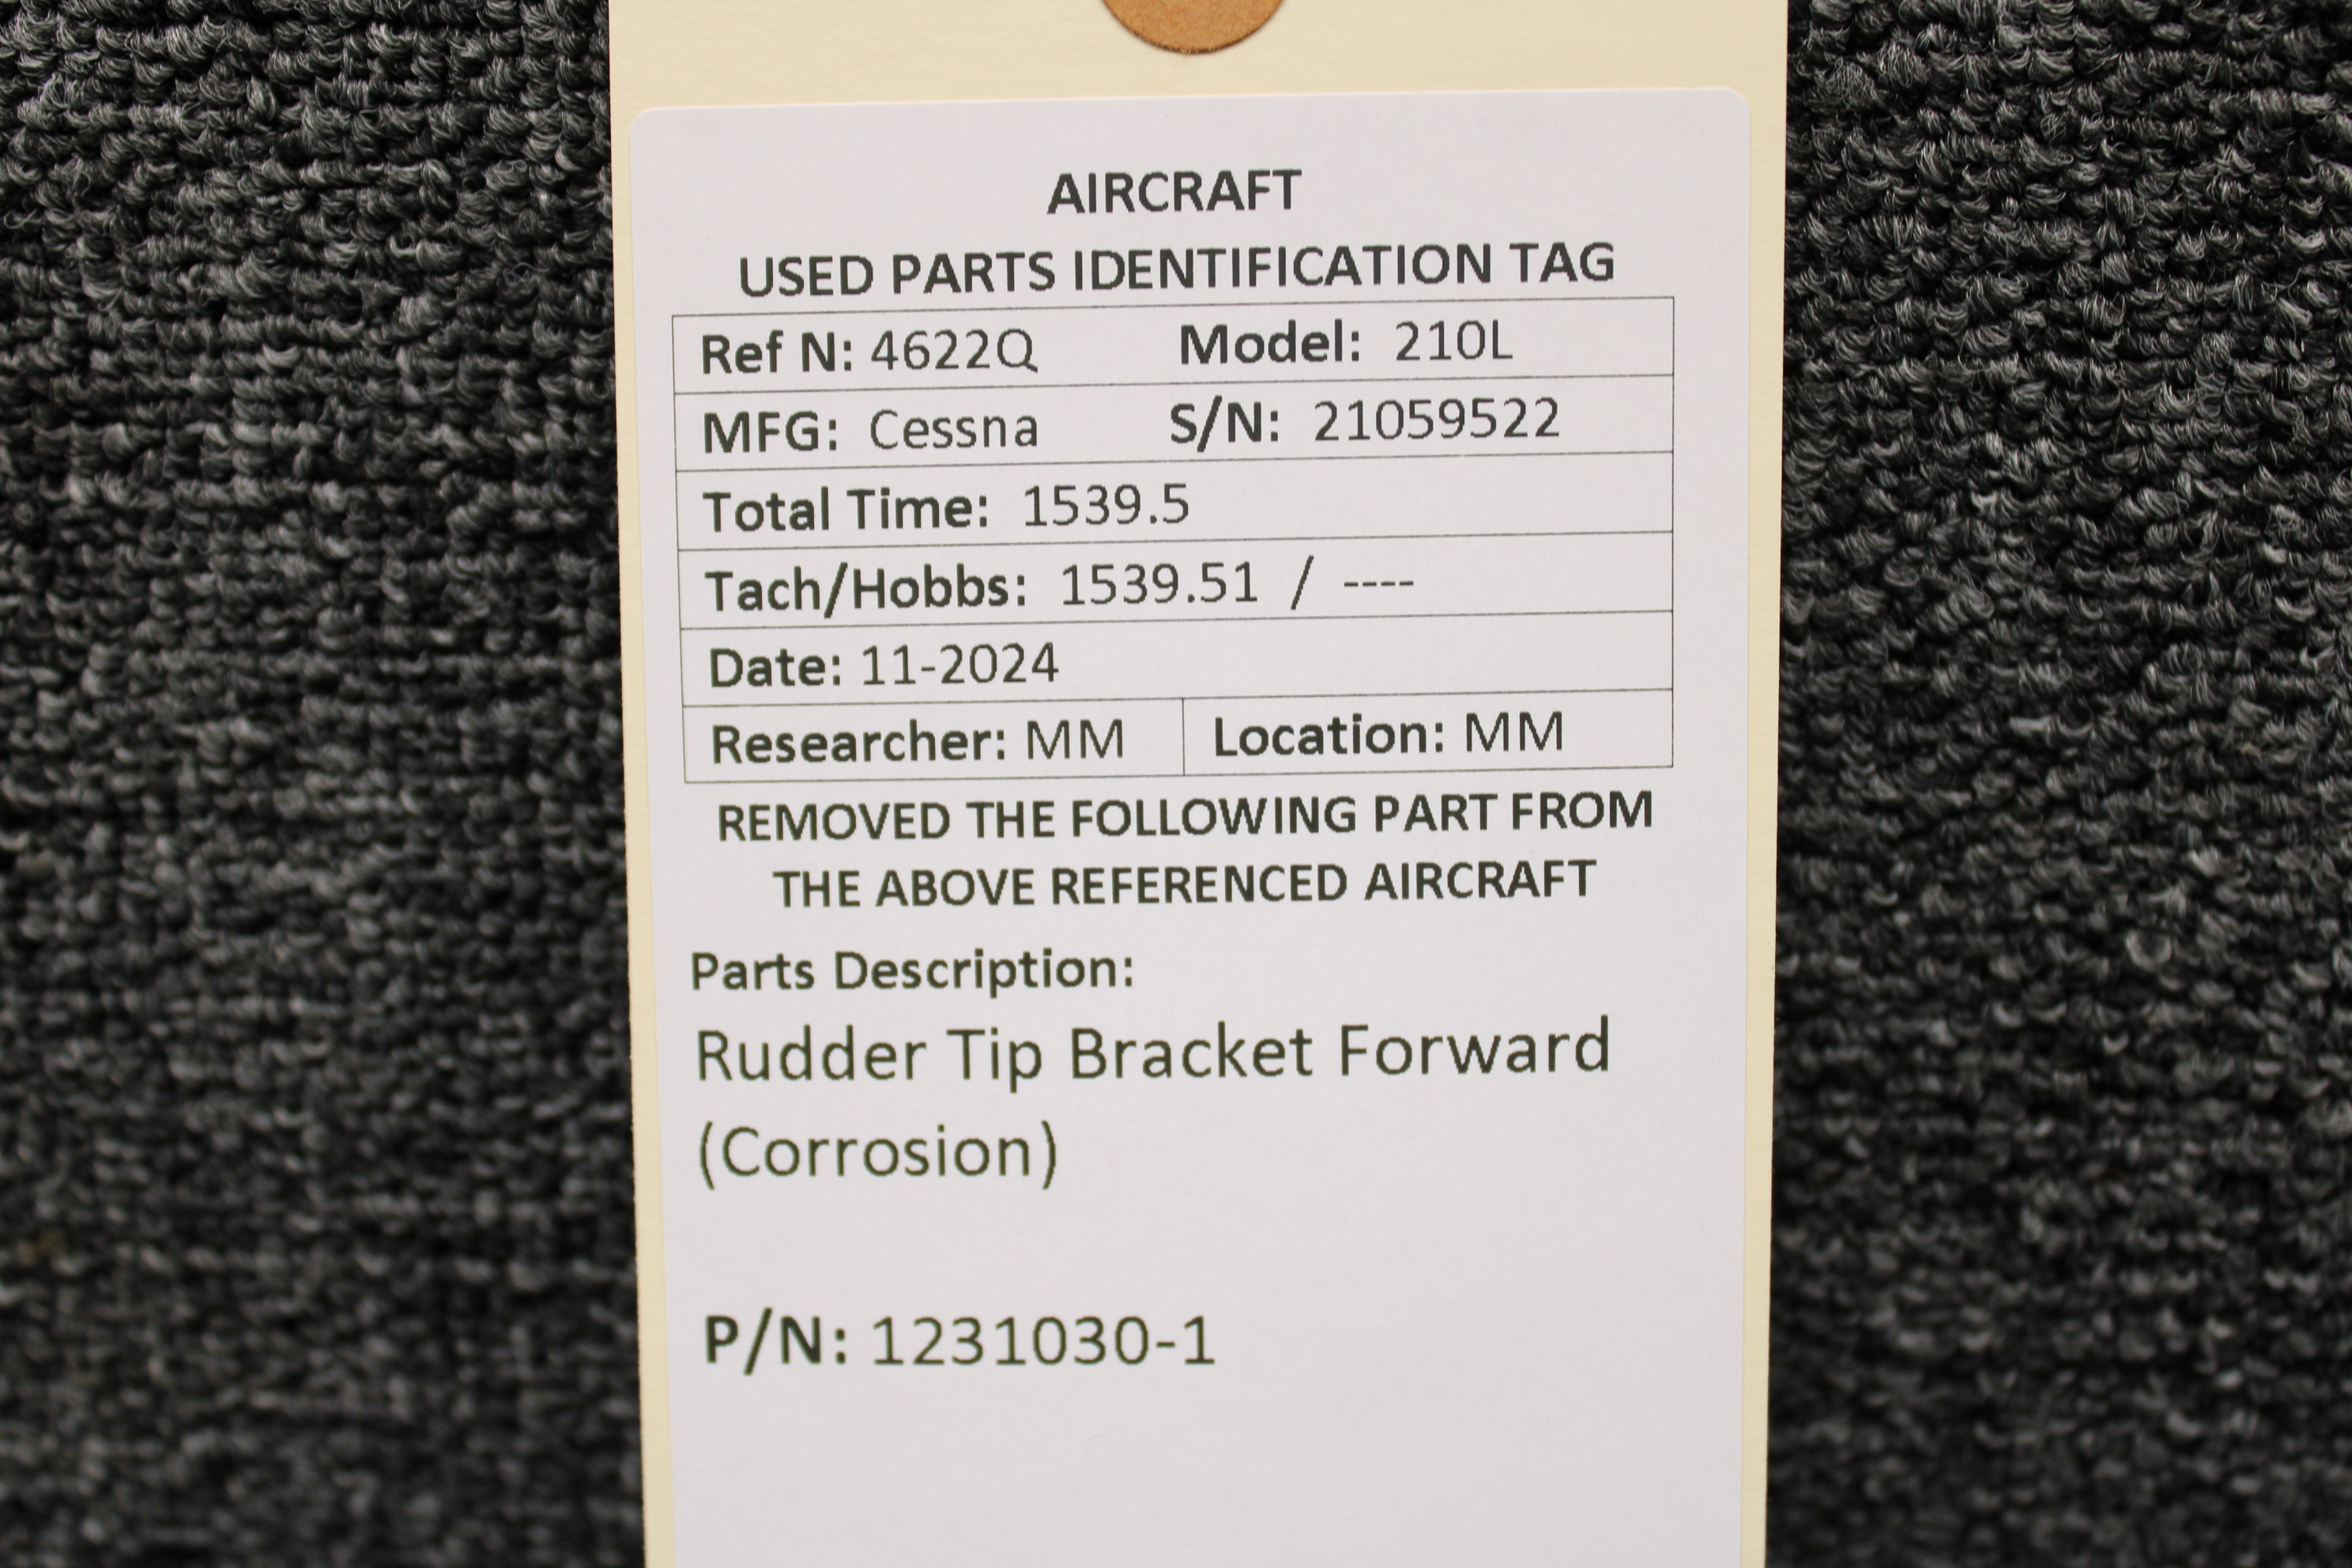 AIRCRAFT
USED PARTS IDENTIFICATION TAG
Ref N: 4622Q Model: 210L
MFG: Cessna S/N: 21059522
Total Time: 1539.5
Tach/Hobbs: 1539.51 / ----
Date: 11-2024
Researcher: MM Location: MM
REMOVED THE FOLLOWING PART FROM
THE ABOVE REFERENCED AIRCRAFT
Parts Description:
Rudder Tip Bracket Forward
(Corrosion)
P/N: 1231030-1